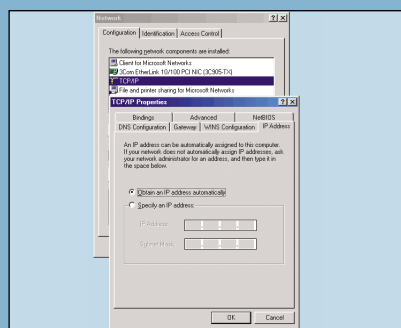 Network
Configuration Identification Access Control
The following network components are installed:
Client for Microsoft Networks
3Com EtherLink 10/100 PCI NIC (3C905-TX)
TCP/IP
File and printer sharing for Microsoft Networks
TCP/IP Properties
Bindings Advanced NetBIOS
DNS Configuration Gateway WINS Configuration IP Address
An IP address can be automatically assigned to this computer.
If your network does not automatically assign IP addresses, ask
your network administrator for an address, and then type it in
the space below.
Obtain an IP address automatically
Specify an IP address:
IP Address:
Subnet Mask:
OK Cancel